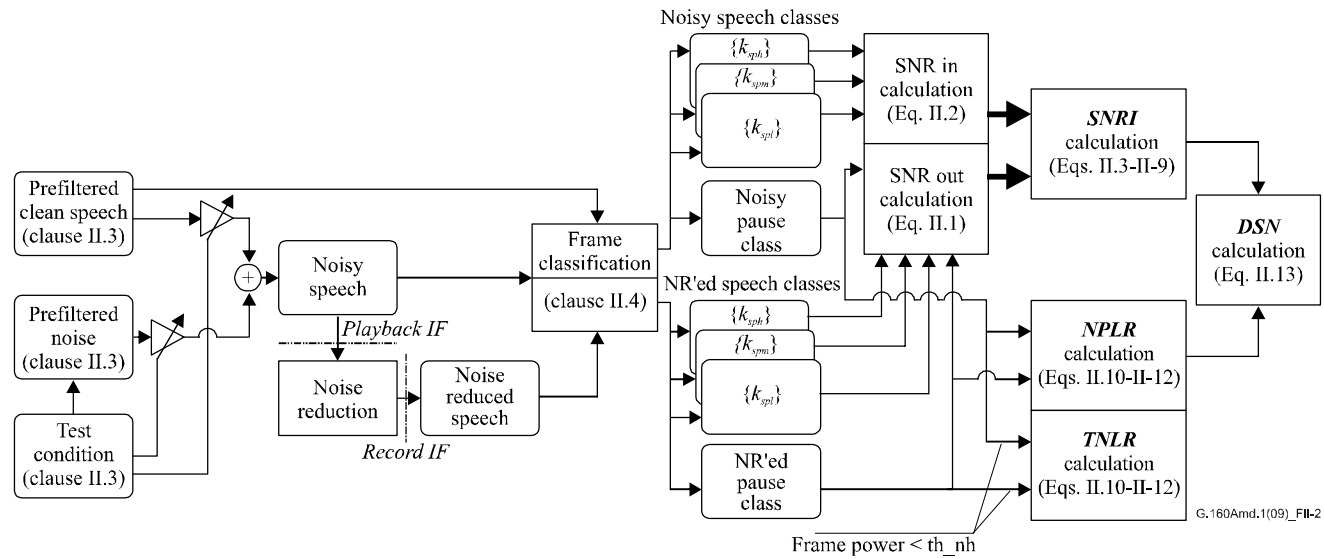 Noisy speech classes
{k_sph}
{k_spm}
{k_spl}
SNR in
calculation
(Eq. II.2)
SNRI
calculation
(Eqs. II.3-II-9)
Prefiltered
clean speech
(clause II.3)
Noisy
pause
class
SNR out
calculation
(Eq. II.1)
DSN
calculation
(Eq. II.13)
+
Noisy
speech
Frame
classification
(clause II.4)
NR'ed speech classes
Prefiltered
noise
(clause II.3)
Playback IF
{k_sph}
{k_spm}
{k_spl}
NPLR
calculation
(Eqs. II.10-II-12)
Noise
reduction
Noise
reduced
speech
Test
condition
(clause II.3)
Record IF
TNLR
calculation
(Eqs. II.10-II-12)
NR'ed
pause
class
G.160Amd.1(09)_FII-2
Frame power < th_nh